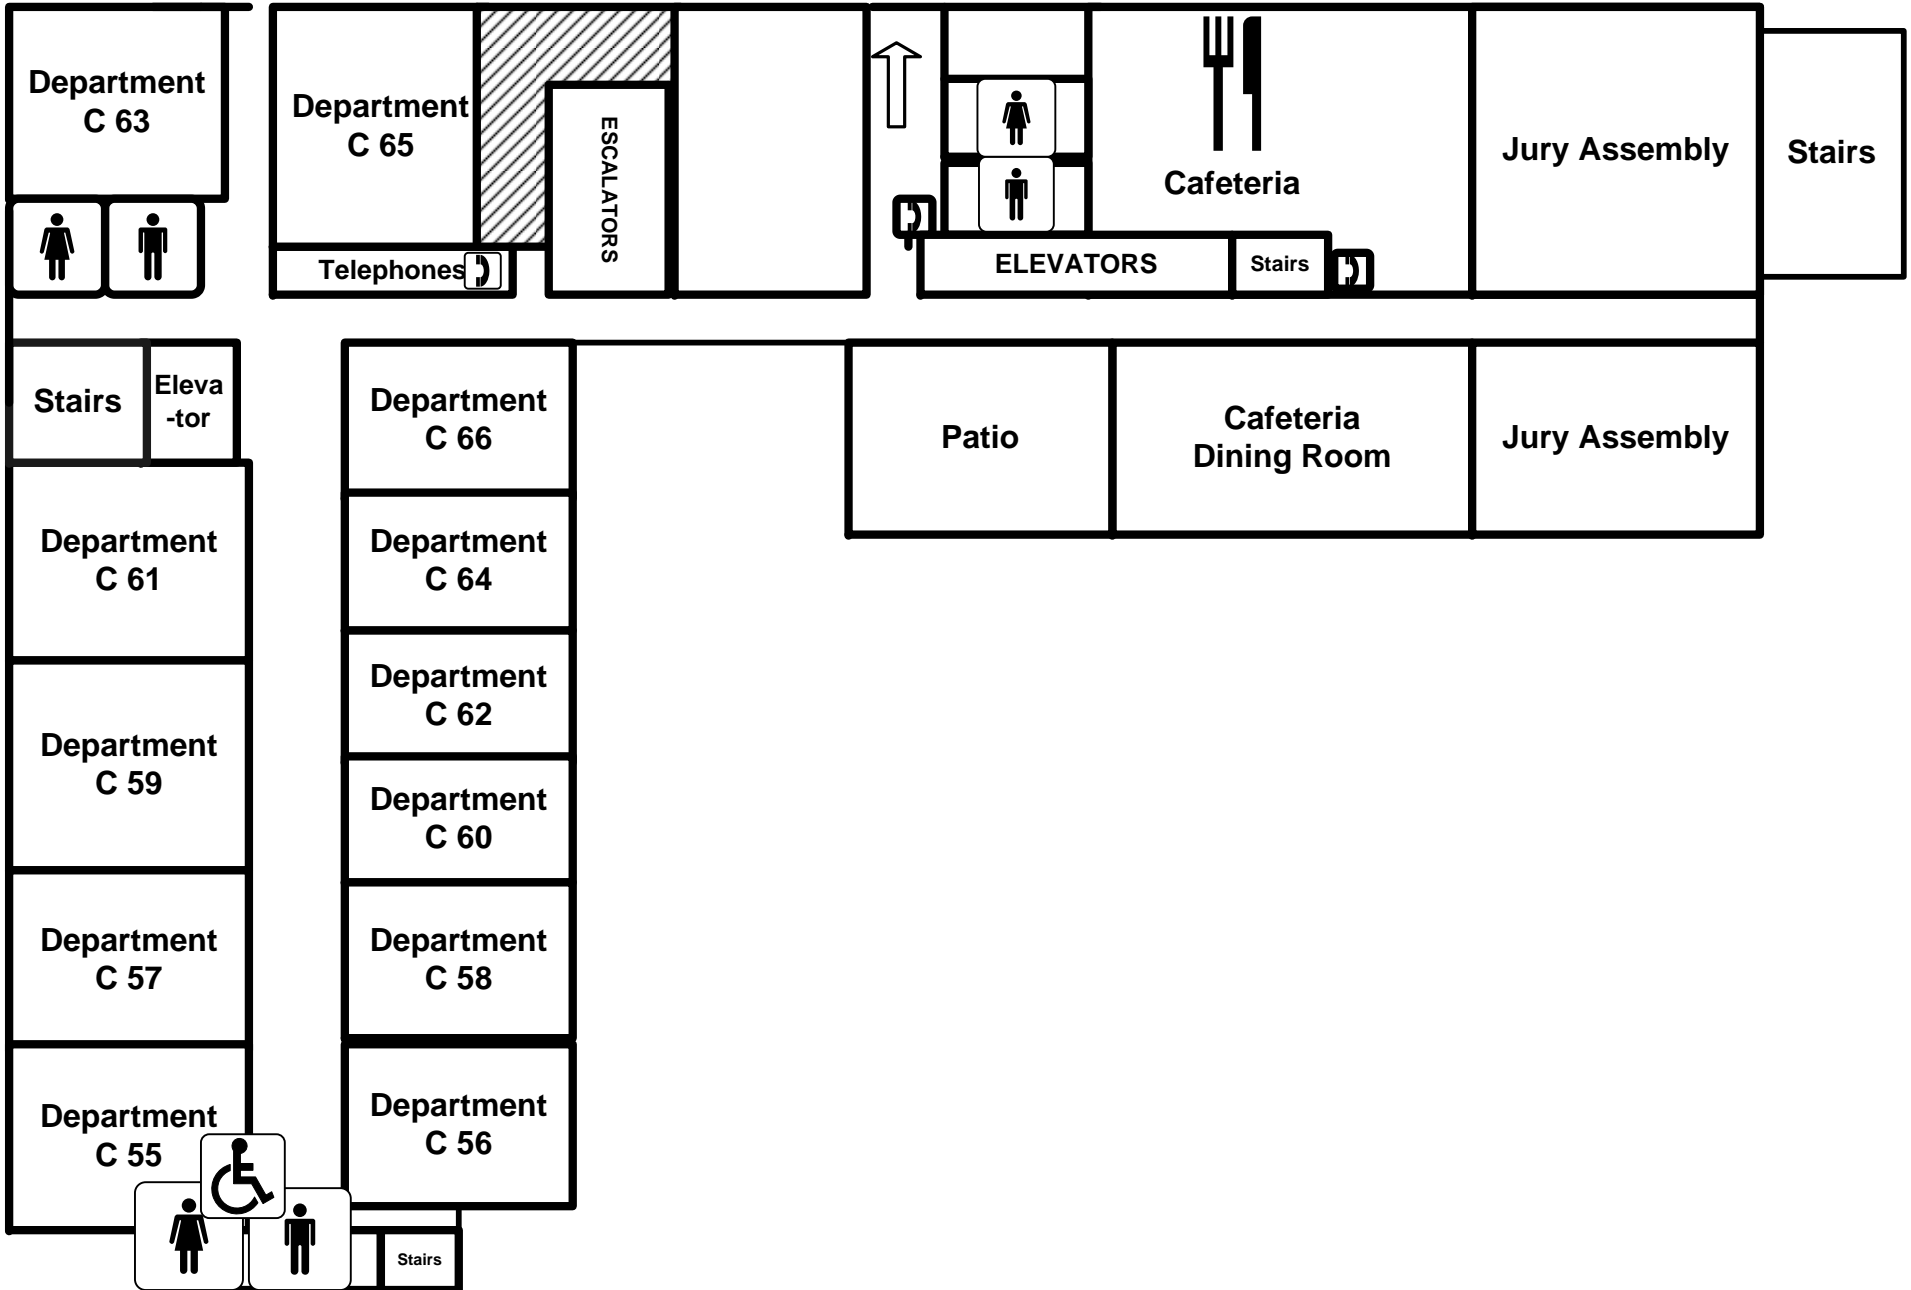 Department
C 63
Department
C 65
ESCALATORS
Telephones
Cafeteria
ELEVATORS
Stairs
Jury Assembly
Stairs
Stairs
Eleva
-tor
Department
C 66
Patio
Cafeteria
Dining Room
Jury Assembly
Department
C 61
Department
C 64
Department
C 59
Department
C 62
Department
C 60
Department
C 57
Department
C 58
Department
C 55
Department
C 56
Stairs